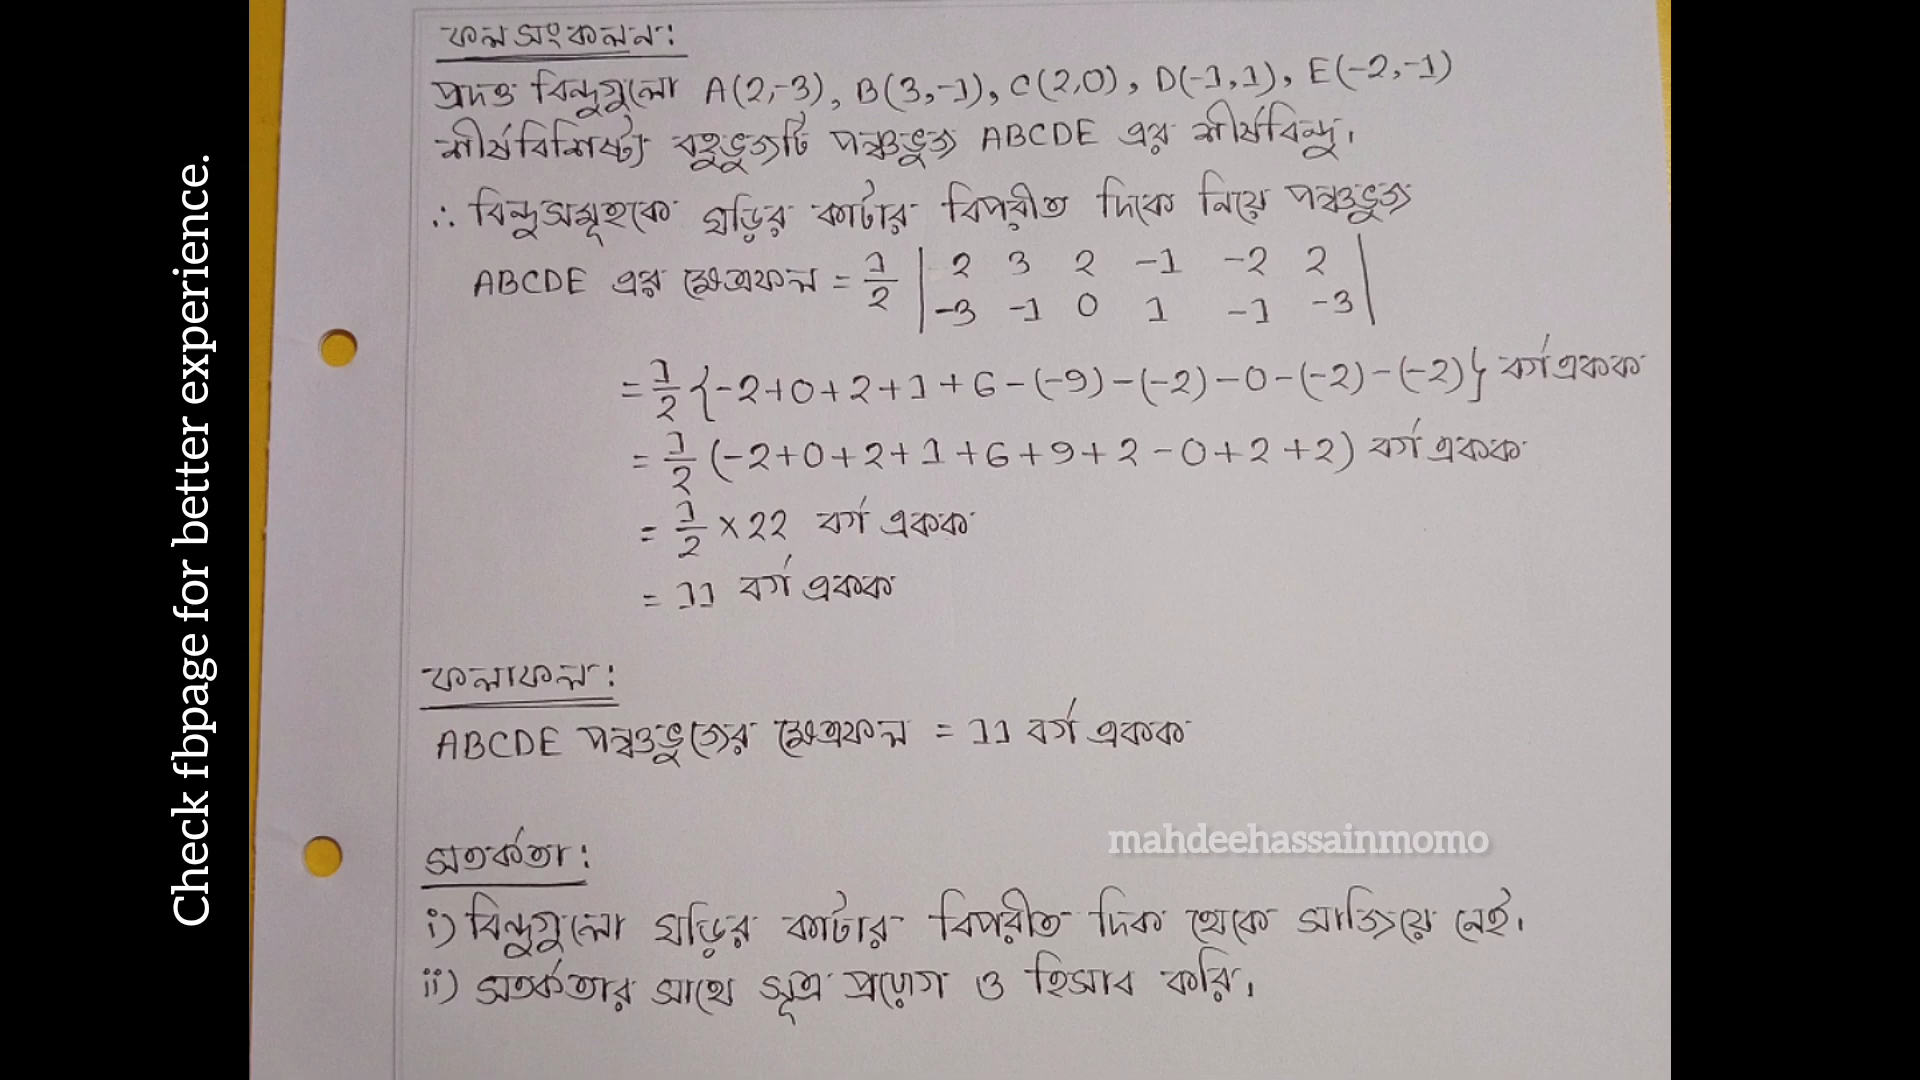 Check fbpage for better experience.
ফল সংকলন:
প্রদত্ত বিন্দুগুলো A(2,-3), B(3,-1), C(2,0), D(-1,1), E(-2,-1)
শীর্ষবিশিষ্ট্য বহুভুজটি পঞ্চভুজ ABCDE এর শীর্ষবিন্দু।
∴ বিন্দুসমূহকে ঘড়ির কাটার বিপরীত দিকে নিয়ে পঞ্চভুজ
ABCDE এর ক্ষেত্রফল = 1/2 | 2 3 2 -1 -2 2 |
| -3 -1 0 1 -1 -3 |
= 1/2 {-2+0+2+1+6-(-9)-(-2)-0-(-2)-(-2)} বর্গ একক
= 1/2 (-2+0+2+1+6+9+2-0+2+2) বর্গ একক
= 1/2 × 22 বর্গ একক
= 11 বর্গ একক
ফলাফল:
ABCDE পঞ্চভুজের ক্ষেত্রফল = 11 বর্গ একক
mahdeehassainmomo
সতর্কতা:
i) বিন্দুগুলো ঘড়ির কাটার বিপরীত দিক থেকে সাজিয়ে নেই।
ii) সতর্কতার সাথে সূত্র প্রয়োগ ও হিসাব করি।